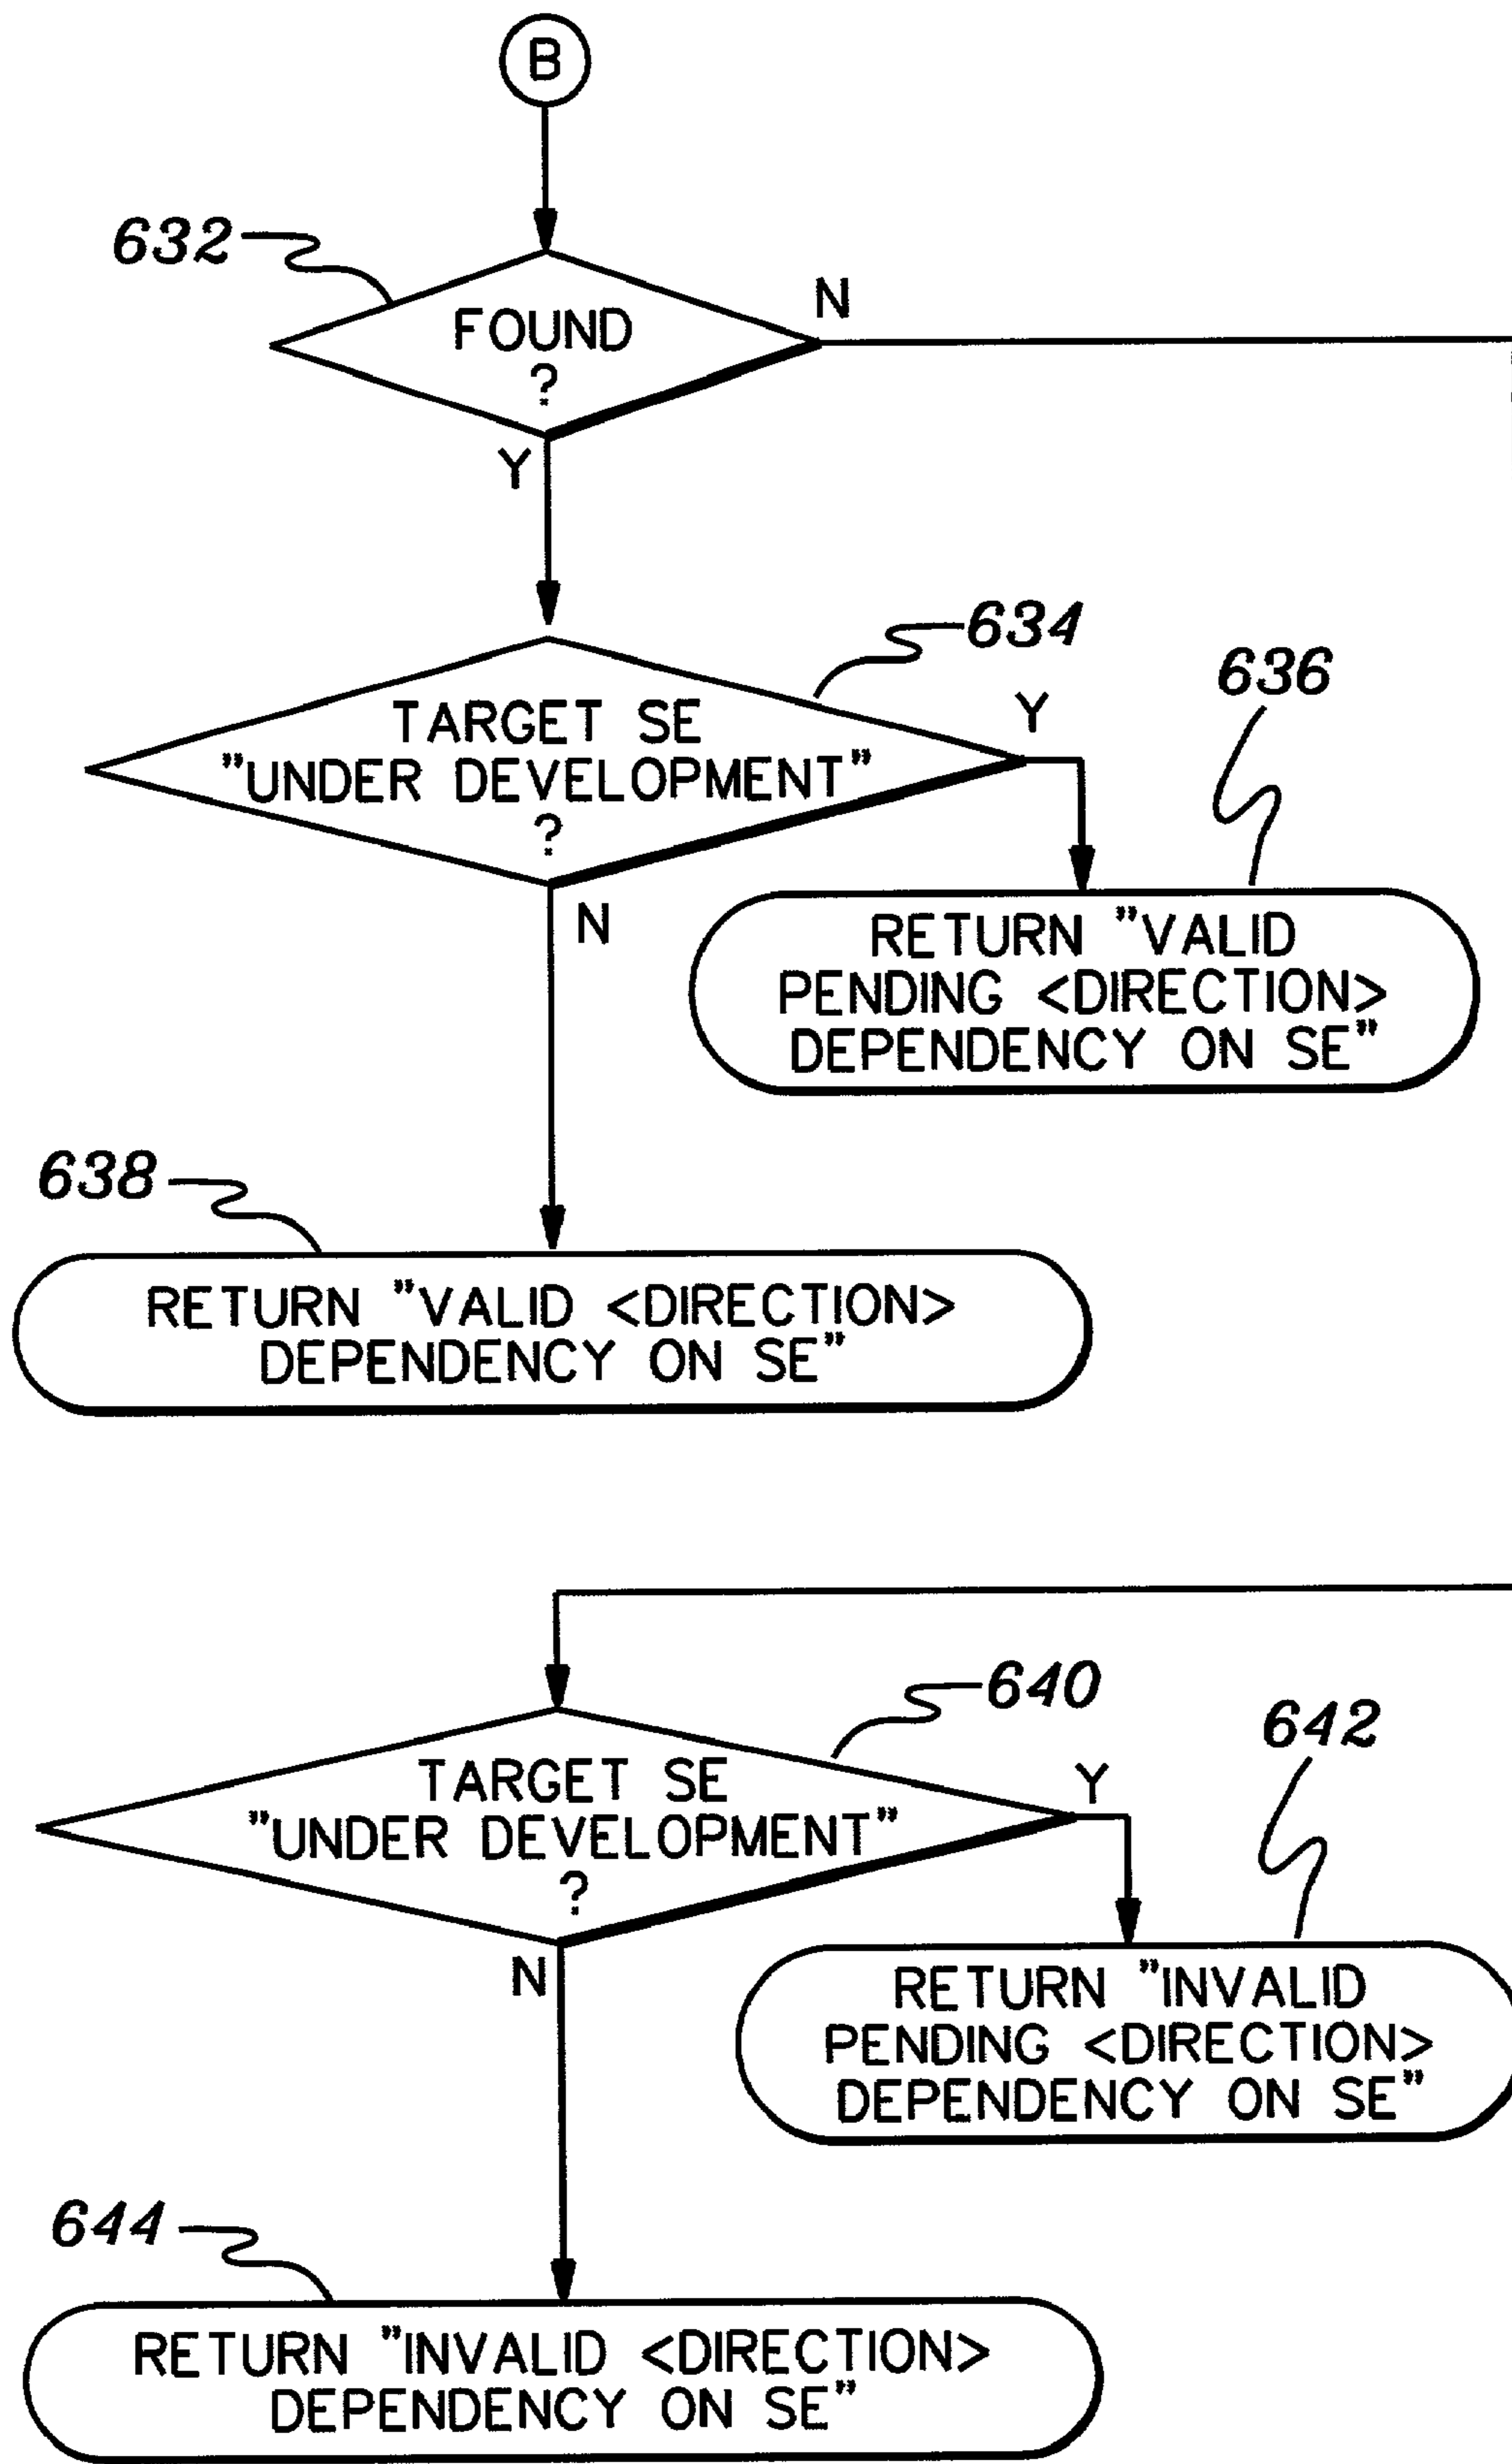 B
632
FOUND
?
N
Y
634
TARGET SE
"UNDER DEVELOPMENT"
?
Y
N
636
RETURN "VALID
PENDING <DIRECTION>
DEPENDENCY ON SE"
638
RETURN "VALID <DIRECTION>
DEPENDENCY ON SE"
640
TARGET SE
"UNDER DEVELOPMENT"
?
Y
N
642
RETURN "INVALID
PENDING <DIRECTION>
DEPENDENCY ON SE"
644
RETURN "INVALID <DIRECTION>
DEPENDENCY ON SE"